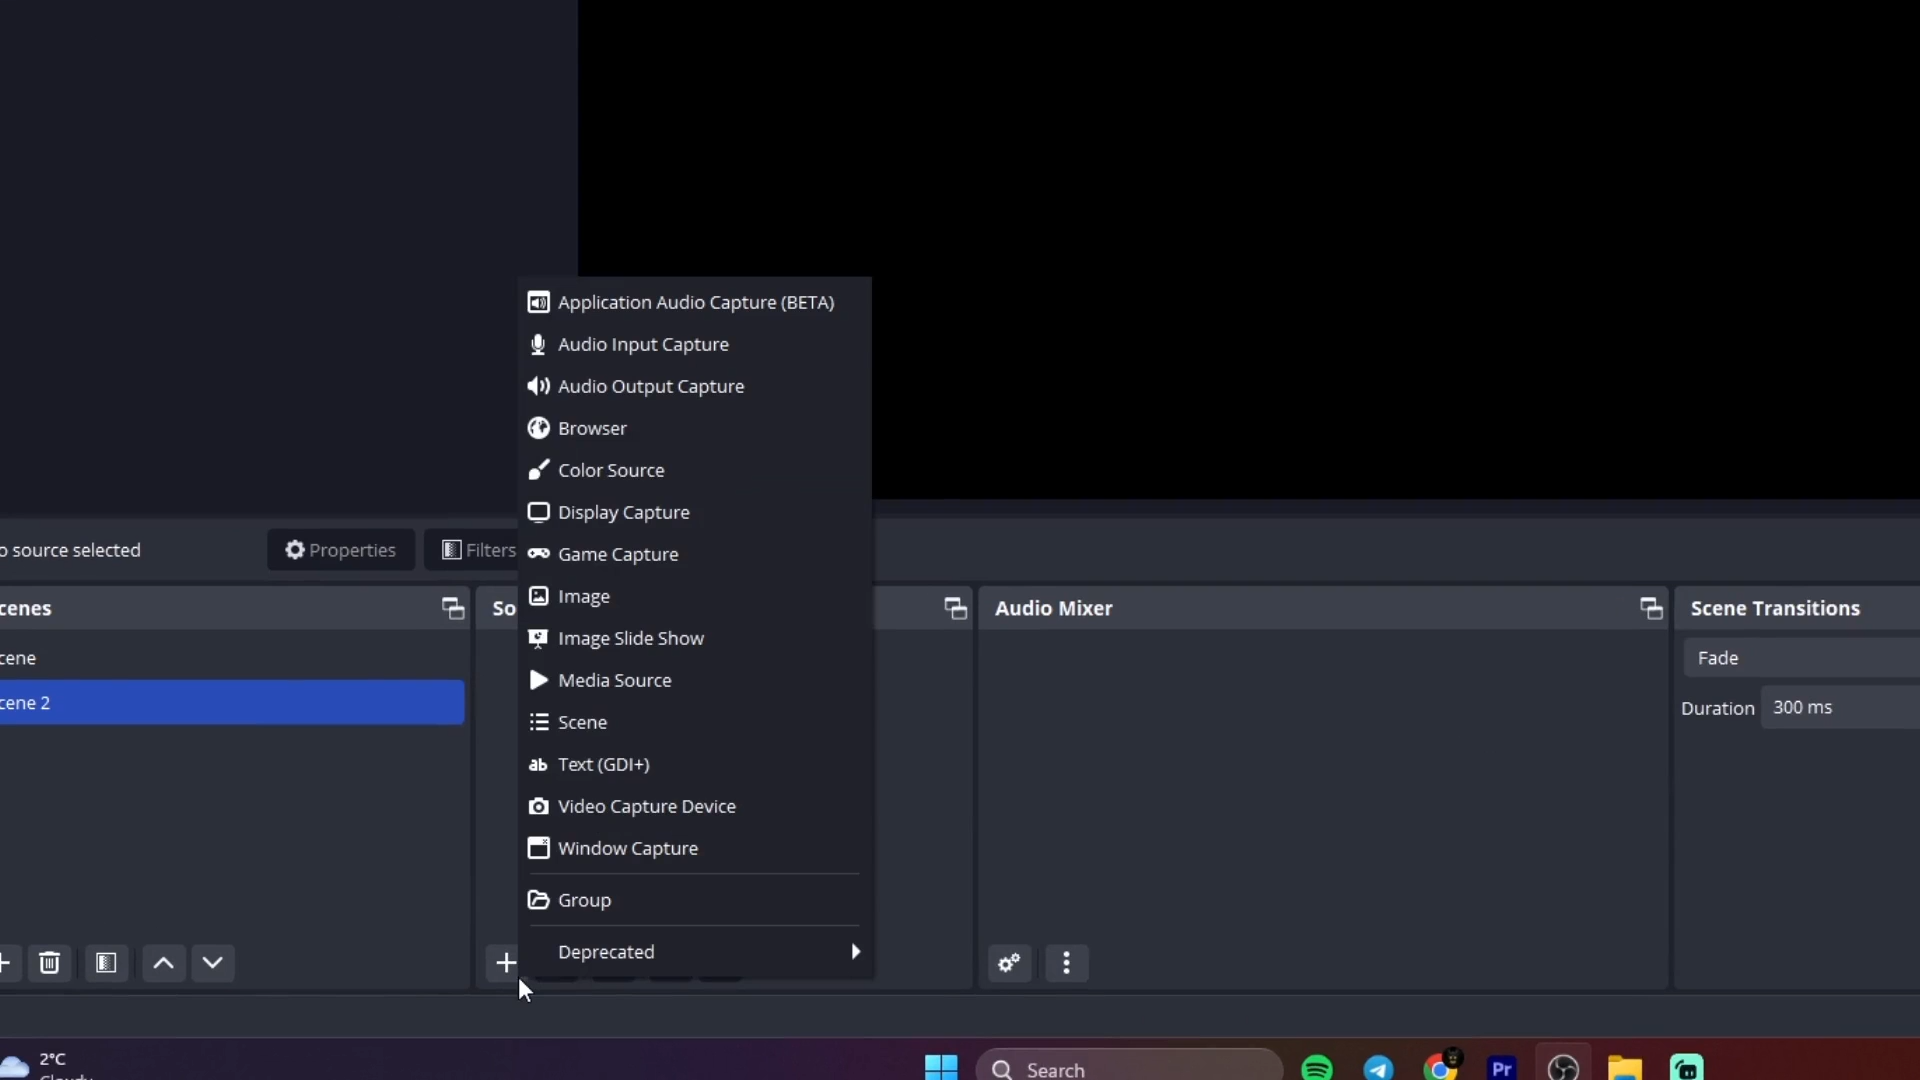 Application Audio Capture (BETA)
Audio Input Capture
Audio Output Capture
Browser
Color Source
Display Capture
Game Capture
Image
Image Slide Show
Media Source
Scene
ab Text (GDI+)
Video Capture Device
Window Capture
Group
Deprecated
o source selected
Properties
Filters
cenes
cene
cene 2
So
Audio Mixer
Scene Transitions
Fade
Duration 300 ms
2°C
Cloudy
Search
Pr